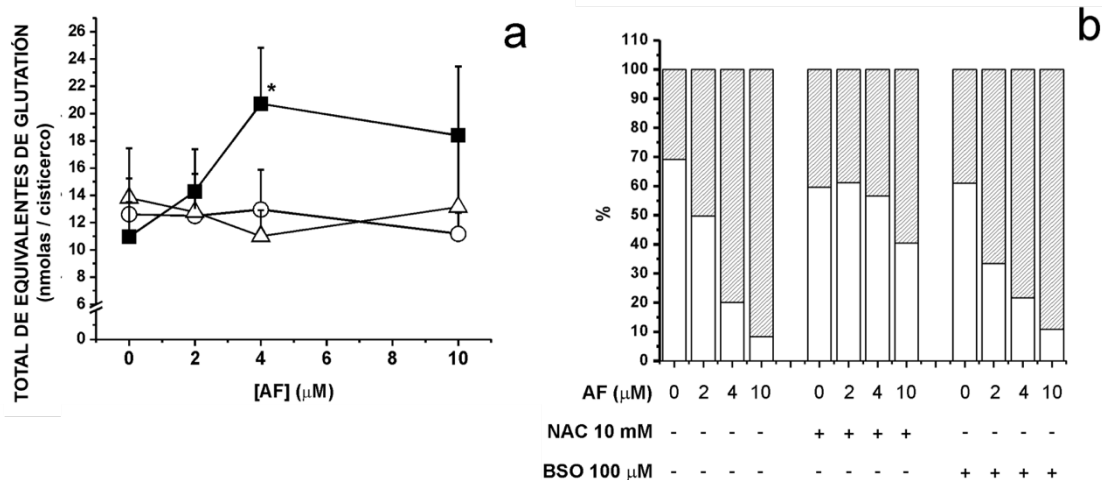 a
TOTAL DE EQUIVALENTES DE GLUTATIÓN
(nmolas / cisticerco)
26
24
22
20
18
16
14
12
10
8
6
0
*
0 2 4 6 8 10
[AF] (µM)
b
110
100
90
80
70
60
50
40
30
20
10
0
%
AF (µM) 0 2 4 10 0 2 4 10 0 2 4 10
NAC 10 mM - - - - + + + + - - - -
BSO 100 µM - - - - - - - - + + + +